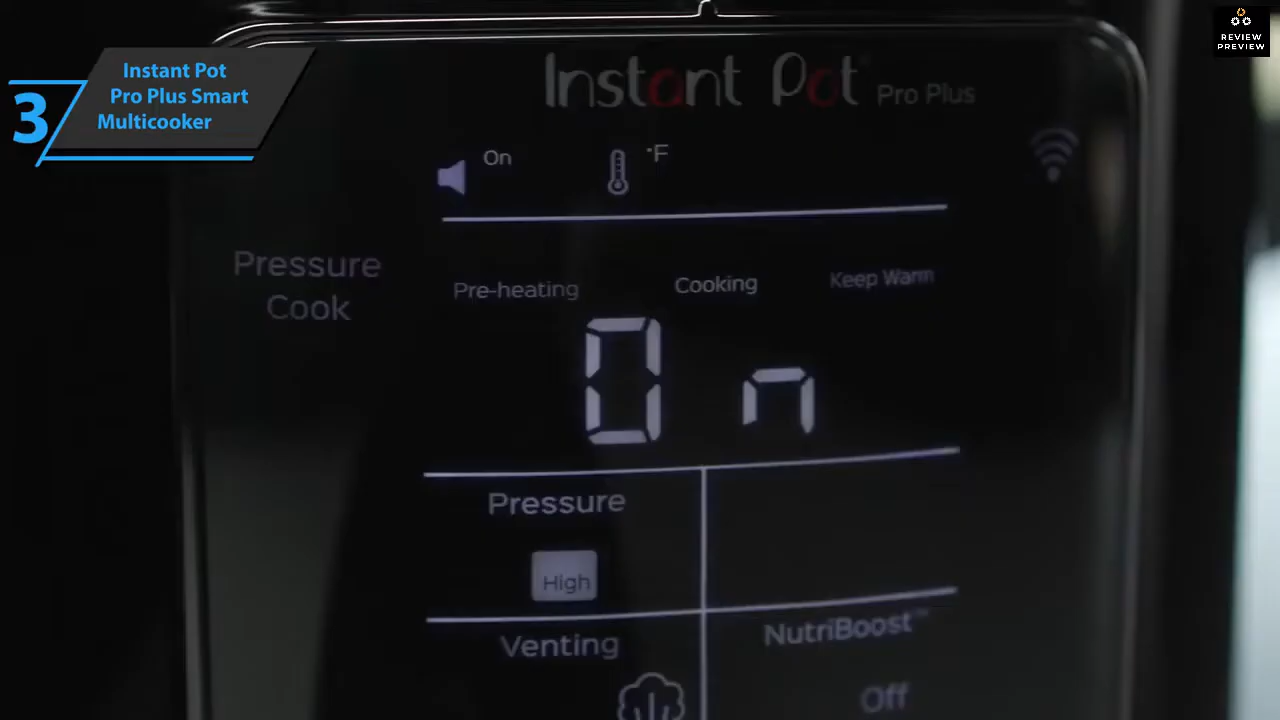 3
Instant Pot
Pro Plus Smart
Multicooker
REVIEW
PREVIEW
Instant Pot Pro Plus
On
°F
Pressure
Cook
Pre-heating
Cooking
Keep Warm
On
Pressure
High
Venting
NutriBoost™
Off